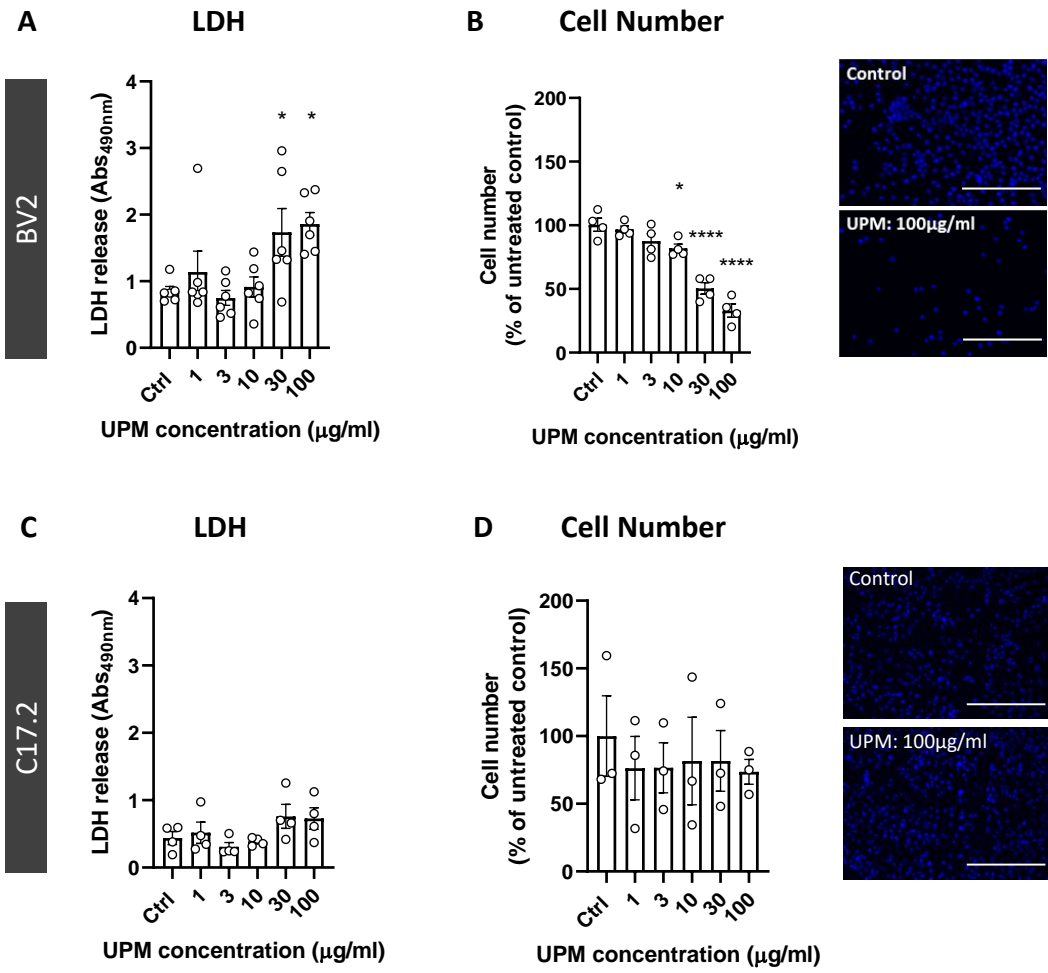 A LDH
BV2
LDH release (Abs490nm)
4
3
2
1
0
* *
Ctrl 1 3 10 30 100
UPM concentration (μg/ml)
B Cell Number
Cell number
(% of untreated control)
200
150
100
50
0
* **** ****
Ctrl 1 3 10 30 100
UPM concentration (μg/ml)
Control
UPM: 100μg/ml
C LDH
C17.2
LDH release (Abs490nm)
4
3
2
1
0
Ctrl 1 3 10 30 100
UPM concentration (μg/ml)
D Cell Number
Cell number
(% of untreated control)
200
150
100
50
0
Ctrl 1 3 10 30 100
UPM concentration (μg/ml)
Control
UPM: 100μg/ml